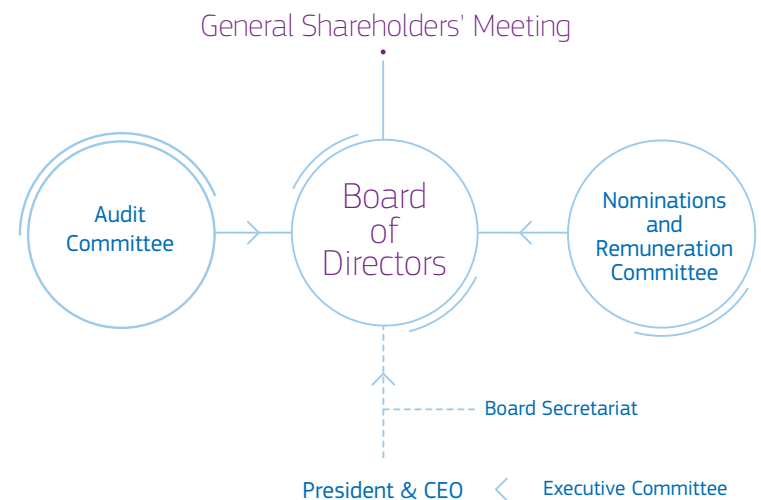 General Shareholders' Meeting
Audit
Committee
Board
of
Directors
Nominations
and
Remuneration
Committee
Board Secretariat
President & CEO
Executive Committee